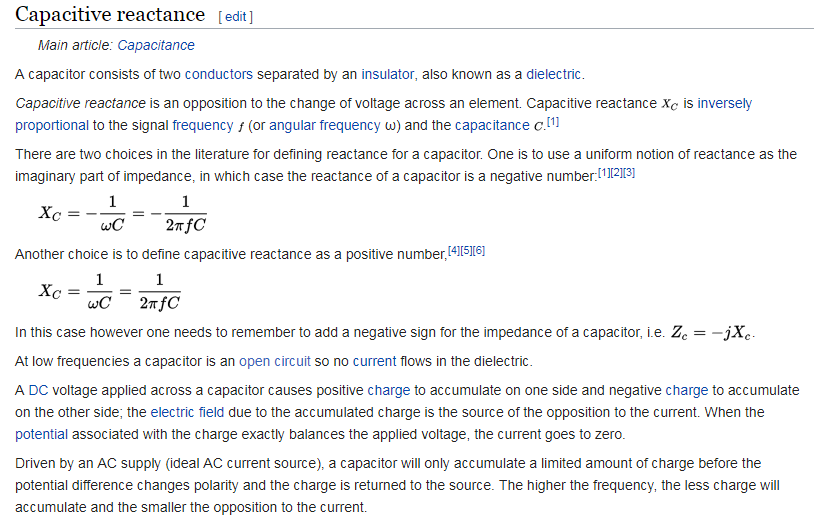 Capacitive reactance [ edit ]
Main article: Capacitance
A capacitor consists of two conductors separated by an insulator, also known as a dielectric.
Capacitive reactance is an opposition to the change of voltage across an element. Capacitive reactance X_C is inversely
proportional to the signal frequency f (or angular frequency ω) and the capacitance C.[1]
There are two choices in the literature for defining reactance for a capacitor. One is to use a uniform notion of reactance as the
imaginary part of impedance, in which case the reactance of a capacitor is a negative number:[1][2][3]
X_C = −1/(ωC) = −1/(2πfC)
Another choice is to define capacitive reactance as a positive number,[4][5][6]
X_C = 1/(ωC) = 1/(2πfC)
In this case however one needs to remember to add a negative sign for the impedance of a capacitor, i.e. Z_c = −jX_c.
At low frequencies a capacitor is an open circuit so no current flows in the dielectric.
A DC voltage applied across a capacitor causes positive charge to accumulate on one side and negative charge to accumulate
on the other side; the electric field due to the accumulated charge is the source of the opposition to the current. When the
potential associated with the charge exactly balances the applied voltage, the current goes to zero.
Driven by an AC supply (ideal AC current source), a capacitor will only accumulate a limited amount of charge before the
potential difference changes polarity and the charge is returned to the source. The higher the frequency, the less charge will
accumulate and the smaller the opposition to the current.